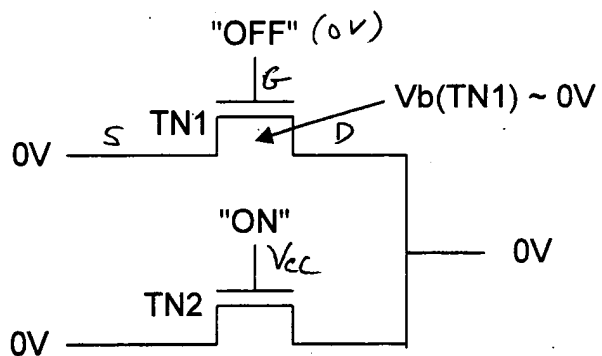 "OFF" (0V)
G
TN1
Vb(TN1) ~ 0V
0V
S
D
"ON"
0V
Vcc
TN2
0V